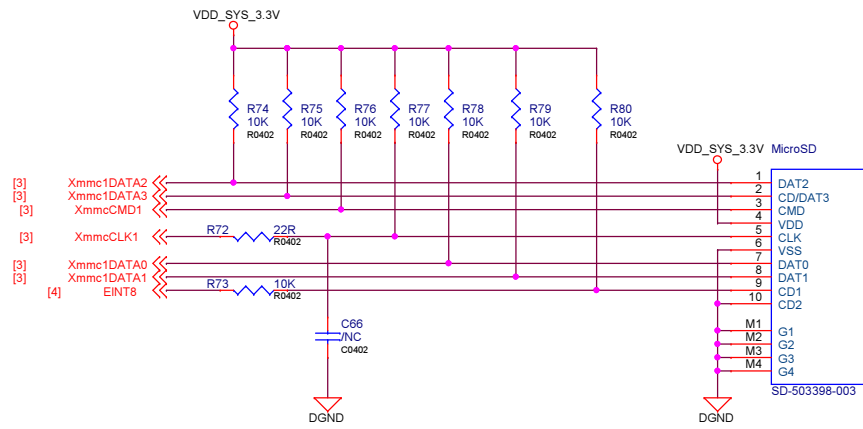 VDD_SYS_3.3V
R74
10K
R0402
R75
10K
R0402
R76
10K
R0402
R77
10K
R0402
R78
10K
R0402
R79
10K
R0402
R80
10K
R0402
VDD_SYS_3.3V
MicroSD
[3] Xmmc1DATA2
[3] Xmmc1DATA3
[3] XmmcCMD1
[3] XmmcCLK1
R72 22R
R0402
[3] Xmmc1DATA0
[3] Xmmc1DATA1
[4] EINT8
R73 10K
R0402
C66
/NC
C0402
DGND
1 DAT2
2 CD/DAT3
3 CMD
4 VDD
5 CLK
6 VSS
7 DAT0
8 DAT1
9 CD1
10 CD2
M1 G1
M2 G2
M3 G3
M4 G4
SD-503398-003
DGND